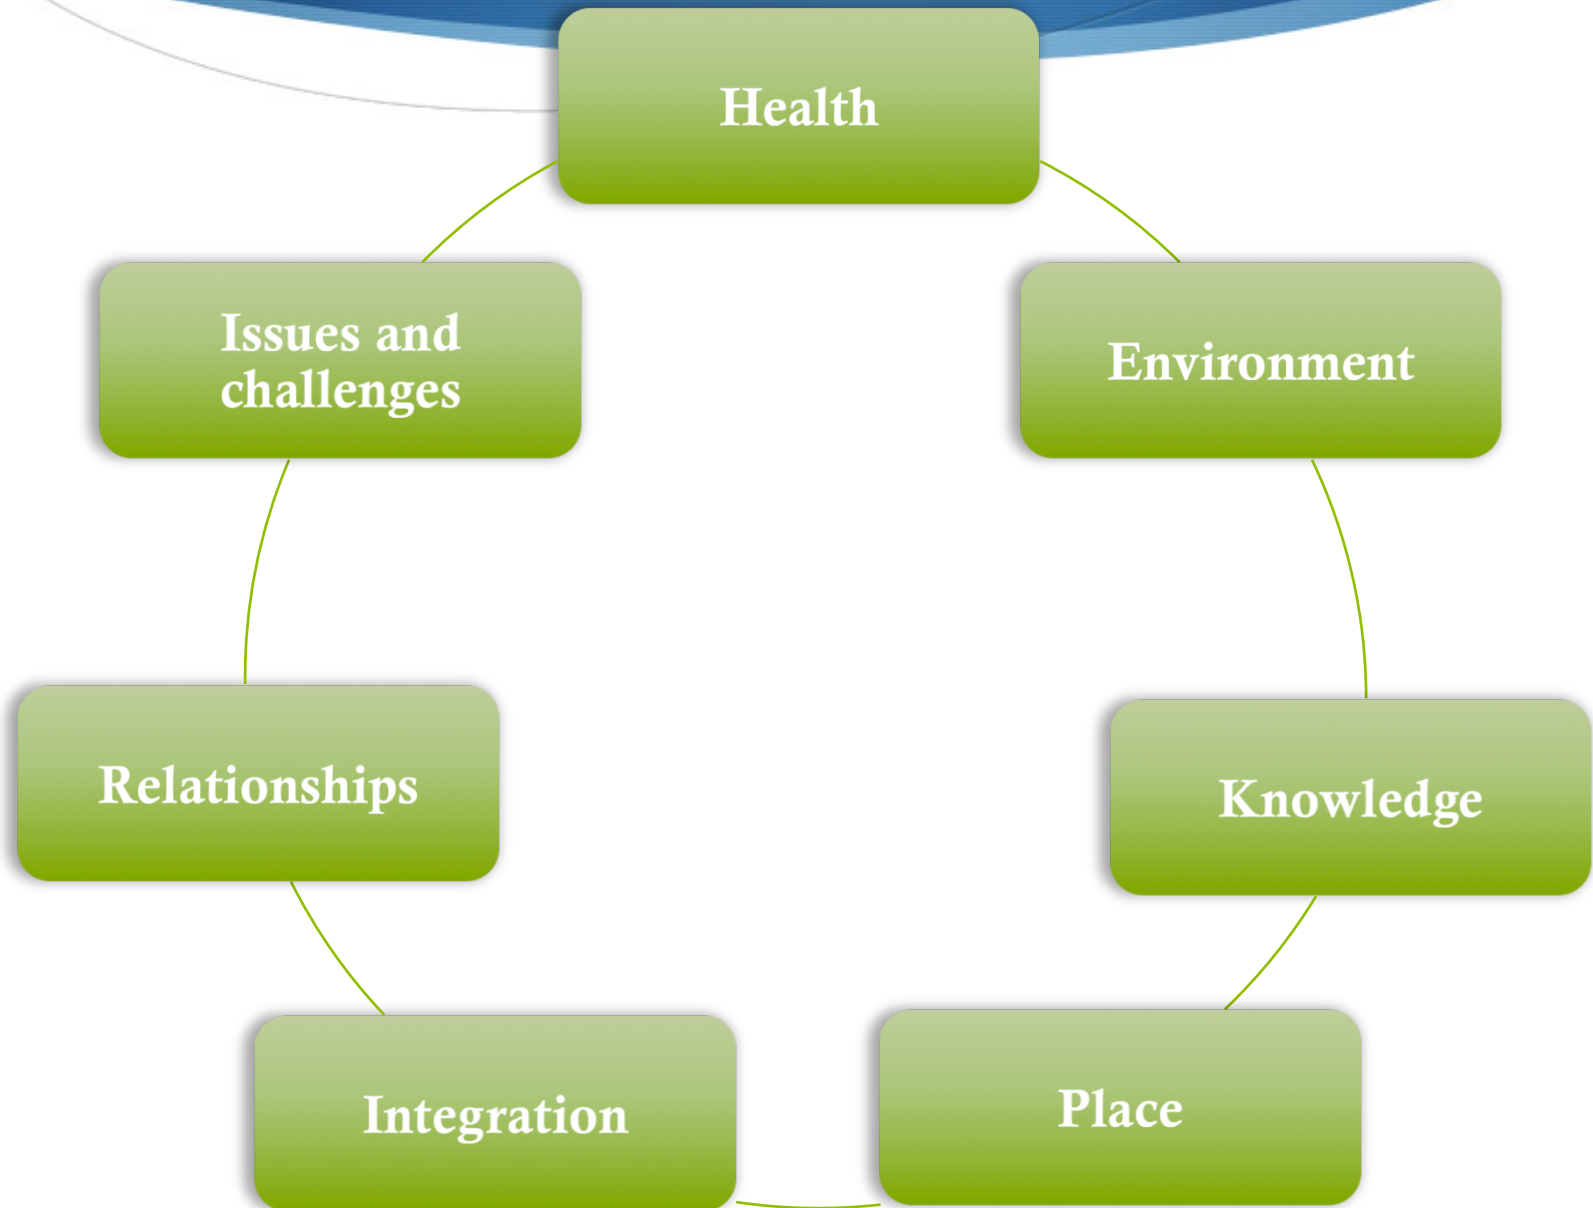 Health
Environment
Knowledge
Place
Integration
Relationships
Issues and
challenges